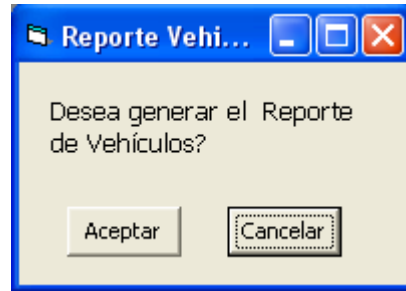 Reporte Vehi...
Desea generar el Reporte
de Vehículos?
Aceptar Cancelar